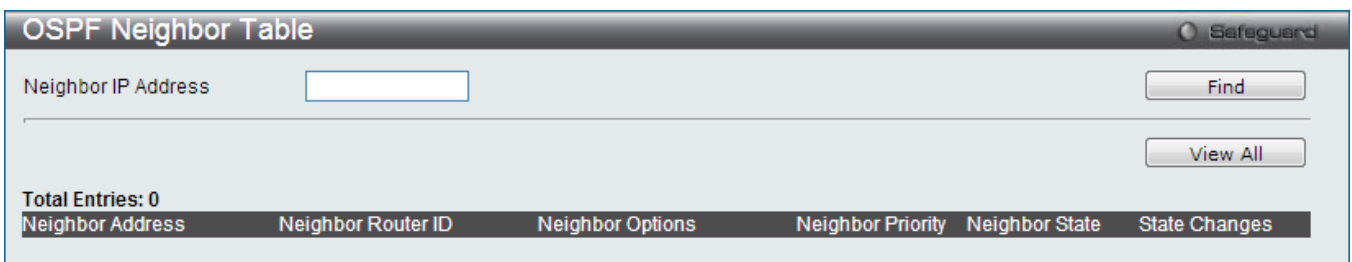 OSPF Neighbor Table
Safeguard
Neighbor IP Address
Find
View All
Total Entries: 0
Neighbor Address Neighbor Router ID Neighbor Options Neighbor Priority Neighbor State State Changes